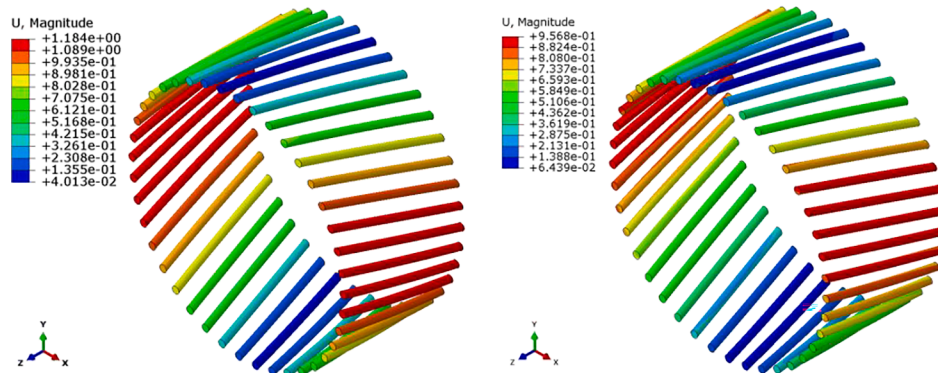 U, Magnitude
+1.184e+00
+1.089e+00
+9.935e-01
+8.981e-01
+8.028e-01
+7.075e-01
+6.121e-01
+5.168e-01
+4.215e-01
+3.261e-01
+2.308e-01
+1.355e-01
+4.013e-02
Y
Z
X
U, Magnitude
+9.568e-01
+8.824e-01
+8.080e-01
+7.337e-01
+6.593e-01
+5.849e-01
+5.106e-01
+4.362e-01
+3.619e-01
+2.875e-01
+2.131e-01
+1.388e-01
+6.439e-02
Y
Z
X